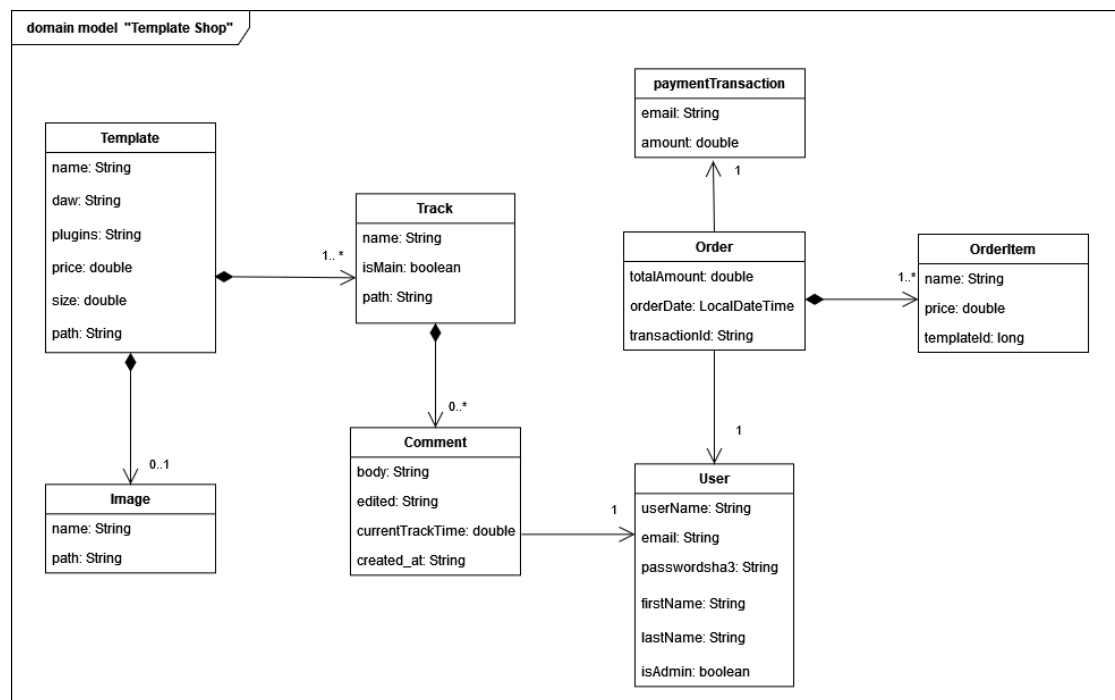 domain model "Template Shop"
paymentTransaction
email: String
amount: double
1
Template
name: String
daw: String
plugins: String
price: double
size: double
path: String
1.. *
Track
name: String
isMain: boolean
path: String
Order
totalAmount: double
orderDate: LocalDateTime
transactionId: String
1..*
OrderItem
name: String
price: double
templateId: long
0..*
1
0..1
Image
name: String
path: String
Comment
body: String
edited: String
currentTrackTime: double
created_at: String
1
User
userName: String
email: String
passwordsha3: String
firstName: String
lastName: String
isAdmin: boolean